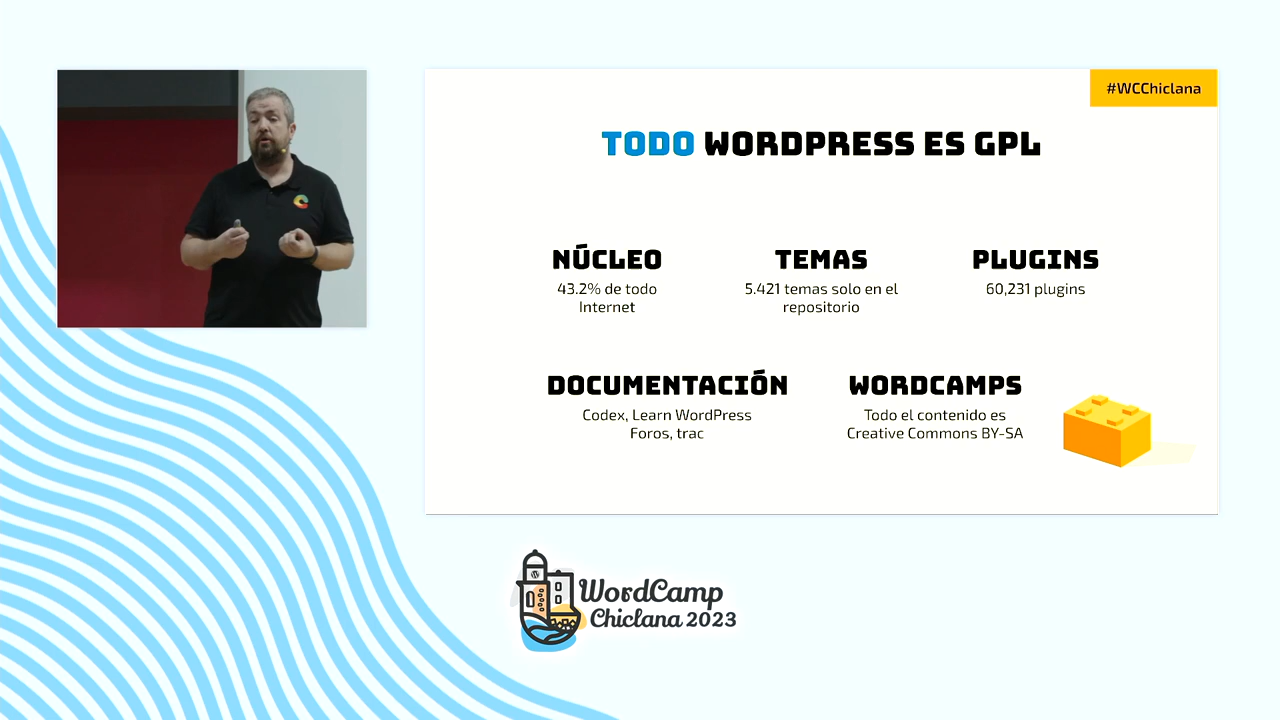 #WCChiclana
TODO WORDPRESS ES GPL
NÚCLEO
43.2% de todo
Internet
TEMAS
5.421 temas solo en el
repositorio
PLUGINS
60,231 plugins
DOCUMENTACIÓN
Codex, Learn WordPress
Foros, trac
WORDCAMPS
Todo el contenido es
Creative Commons BY-SA
WordCamp
Chiclana 2023